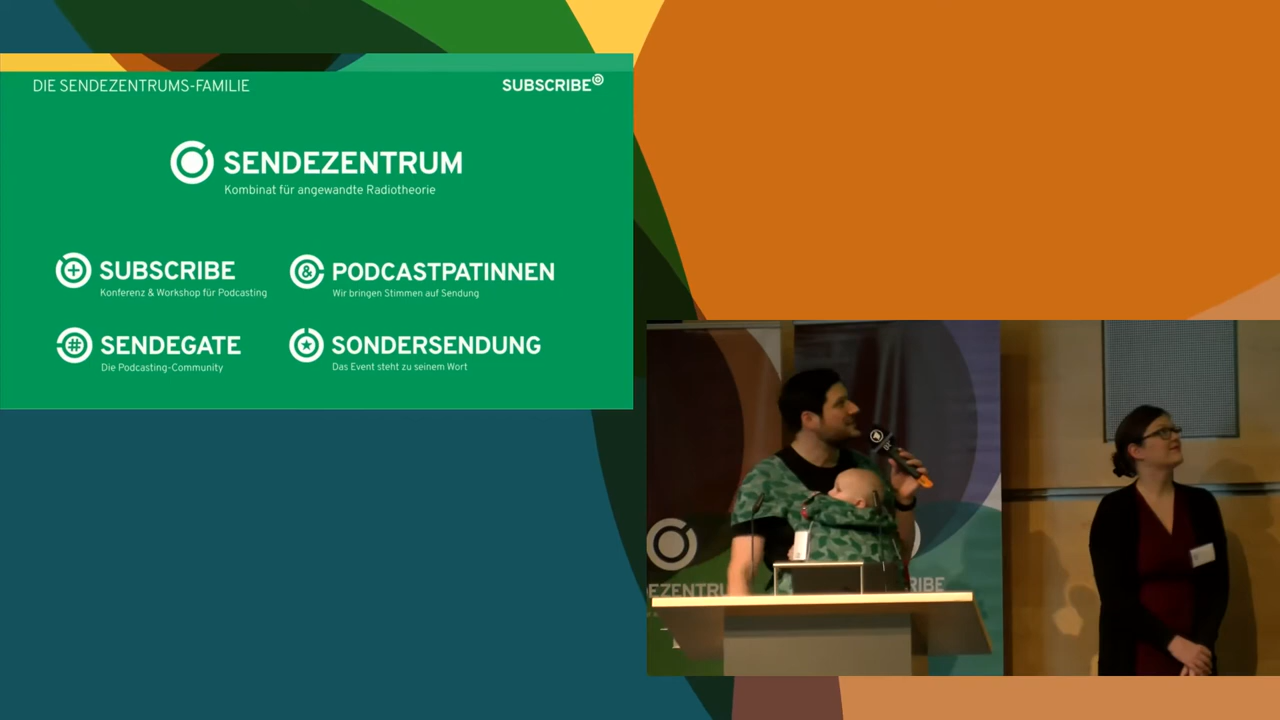 DIE SENDEZENTRUMS-FAMILIE
SUBSCRIBE
SENDEZENTRUM
Kombinat für angewandte Radiotheorie
SUBSCRIBE
Konferenz & Workshop für Podcasting
PODCASTPATINNEN
Wir bringen Stimmen auf Sendung
SENDEGATE
Die Podcasting-Community
SONDERSENDUNG
Das Event steht zu seinem Wort
EZENTRU
RIBE